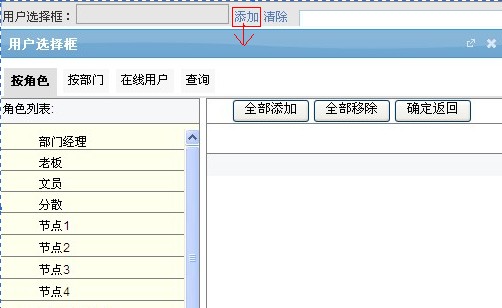 用户选择框： 添加 清除
用户选择框
按角色 按部门 在线用户 查询
角色列表: 全部添加 全部移除 确定返回
部门经理
老板
文员
分散
节点1
节点2
节点3
节点4